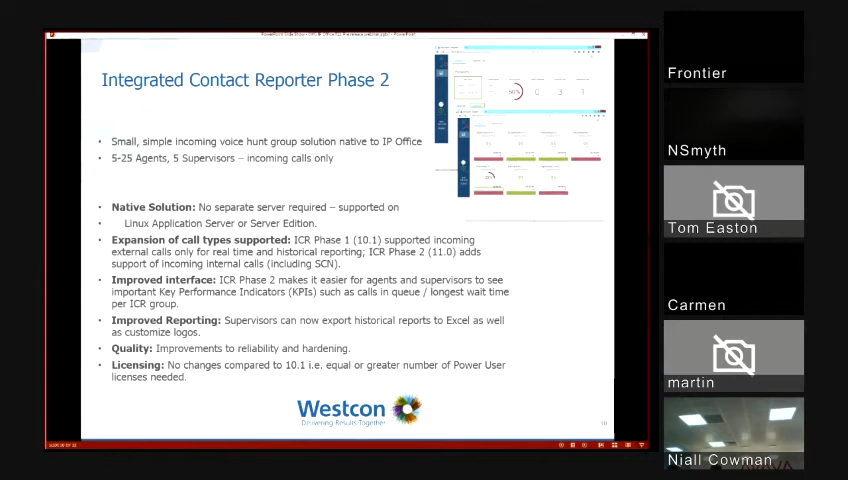 Integrated Contact Reporter Phase 2
• Small, simple incoming voice hunt group solution native to IP Office
• 5-25 Agents, 5 Supervisors – incoming calls only
• Native Solution: No separate server required – supported on
• Linux Application Server or Server Edition.
• Expansion of call types supported: ICR Phase 1 (10.1) supported incoming
external calls only for real time and historical reporting; ICR Phase 2 (11.0) adds
support of incoming internal calls (including SCN).
• Improved interface: ICR Phase 2 makes it easier for agents and supervisors to see
important Key Performance Indicators (KPIs) such as calls in queue / longest wait time
per ICR group.
• Improved Reporting: Supervisors can now export historical reports to Excel as well
as customize logos.
• Quality: Improvements to reliability and hardening.
• Licensing: No changes compared to 10.1 i.e. equal or greater number of Power User
licenses needed.
Westcon
Delivering Results Together
Frontier
NSmyth
Tom Easton
Carmen
martin
Niall Cowman
AVAYA